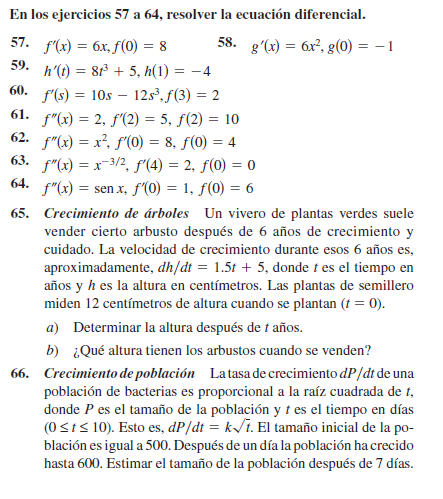 En los ejercicios 57 a 64, resolver la ecuación diferencial.
57. f′(x) = 6x, f(0) = 8 58. g′(x) = 6x², g(0) = −1
59. h′(t) = 8t³ + 5, h(1) = −4
60. f′(s) = 10s − 12s³, f(3) = 2
61. f″(x) = 2, f′(2) = 5, f(2) = 10
62. f″(x) = x², f′(0) = 8, f(0) = 4
63. f″(x) = x⁻³/², f′(4) = 2, f(0) = 0
64. f″(x) = sen x, f′(0) = 1, f(0) = 6
65. Crecimiento de árboles Un vivero de plantas verdes suele
vender cierto arbusto después de 6 años de crecimiento y
cuidado. La velocidad de crecimiento durante esos 6 años es,
aproximadamente, dh/dt = 1.5t + 5, donde t es el tiempo en
años y h es la altura en centímetros. Las plantas de semillero
miden 12 centímetros de altura cuando se plantan (t = 0).
a) Determinar la altura después de t años.
b) ¿Qué altura tienen los arbustos cuando se venden?
66. Crecimiento de población La tasa de crecimiento dP/dt de una
población de bacterias es proporcional a la raíz cuadrada de t,
donde P es el tamaño de la población y t es el tiempo en días
(0 ≤ t ≤ 10). Esto es, dP/dt = k√t. El tamaño inicial de la po-
blación es igual a 500. Después de un día la población ha crecido
hasta 600. Estimar el tamaño de la población después de 7 días.